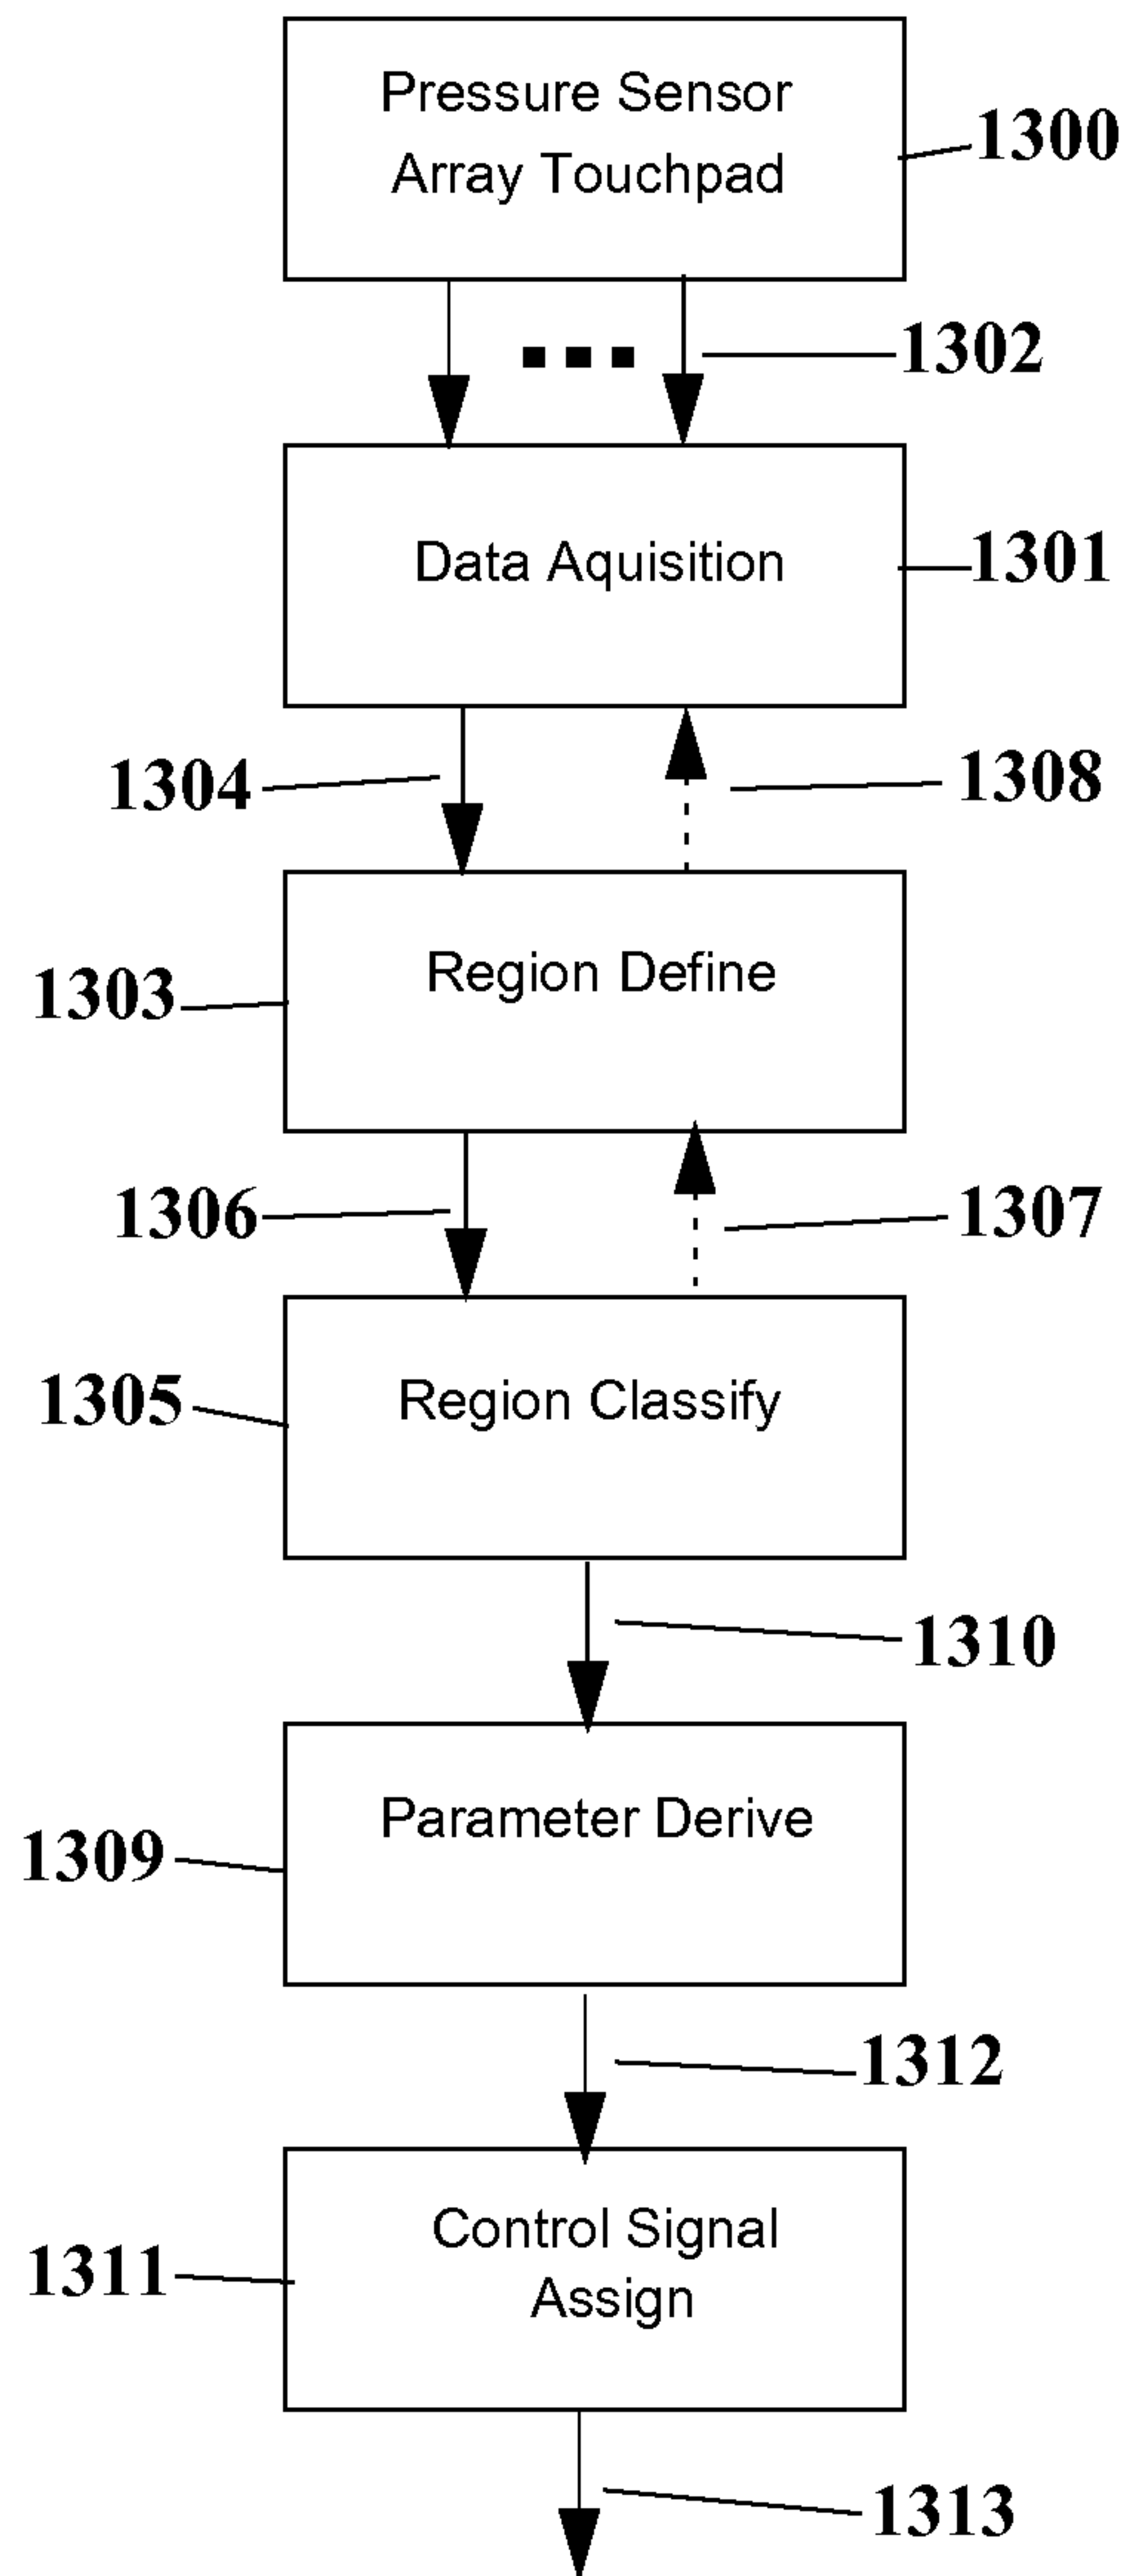 Pressure Sensor
Array Touchpad
1300
1302
Data Aquisition
1301
1304
1308
Region Define
1303
1306
1307
Region Classify
1305
1310
Parameter Derive
1309
1312
Control Signal
Assign
1311
1313